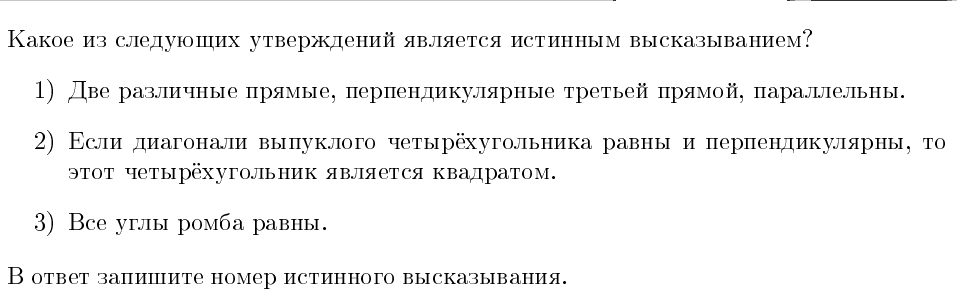 Какое из следующих утверждений является истинным высказыванием?
1) Две различные прямые, перпендикулярные третьей прямой, параллельны.
2) Если диагонали выпуклого четырёхугольника равны и перпендикулярны, то
этот четырёхугольник является квадратом.
3) Все углы ромба равны.
В ответ запишите номер истинного высказывания.